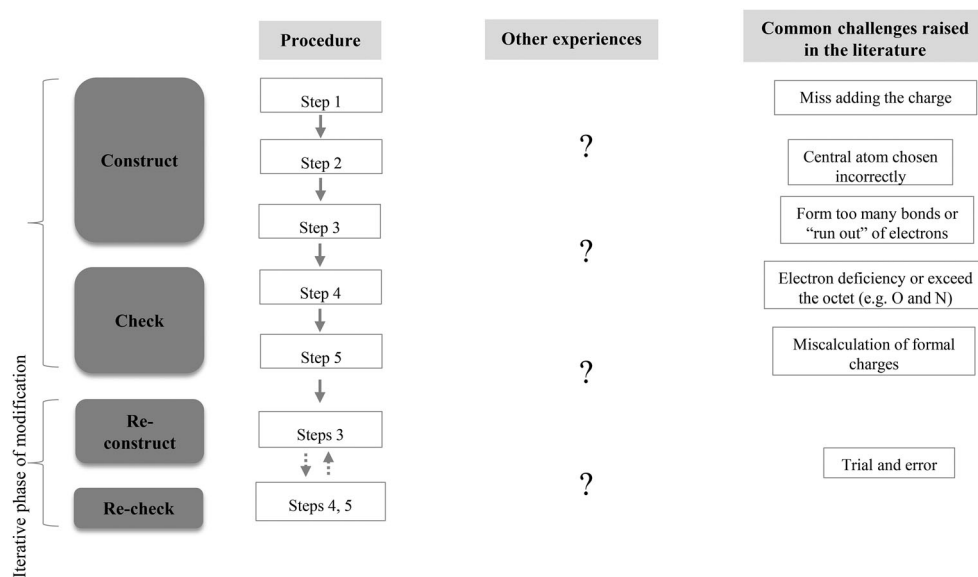 Procedure
Other experiences
Common challenges raised
in the literature
Construct
Step 1
Step 2
Step 3
?
?
Miss adding the charge
Central atom chosen
incorrectly
Form too many bonds or
“run out” of electrons
Check
Step 4
Step 5
?
Electron deficiency or exceed
the octet (e.g. O and N)
Miscalculation of formal
charges
Iterative phase of modification
Re-
construct
Steps 3
Re-check
Steps 4, 5
?
Trial and error